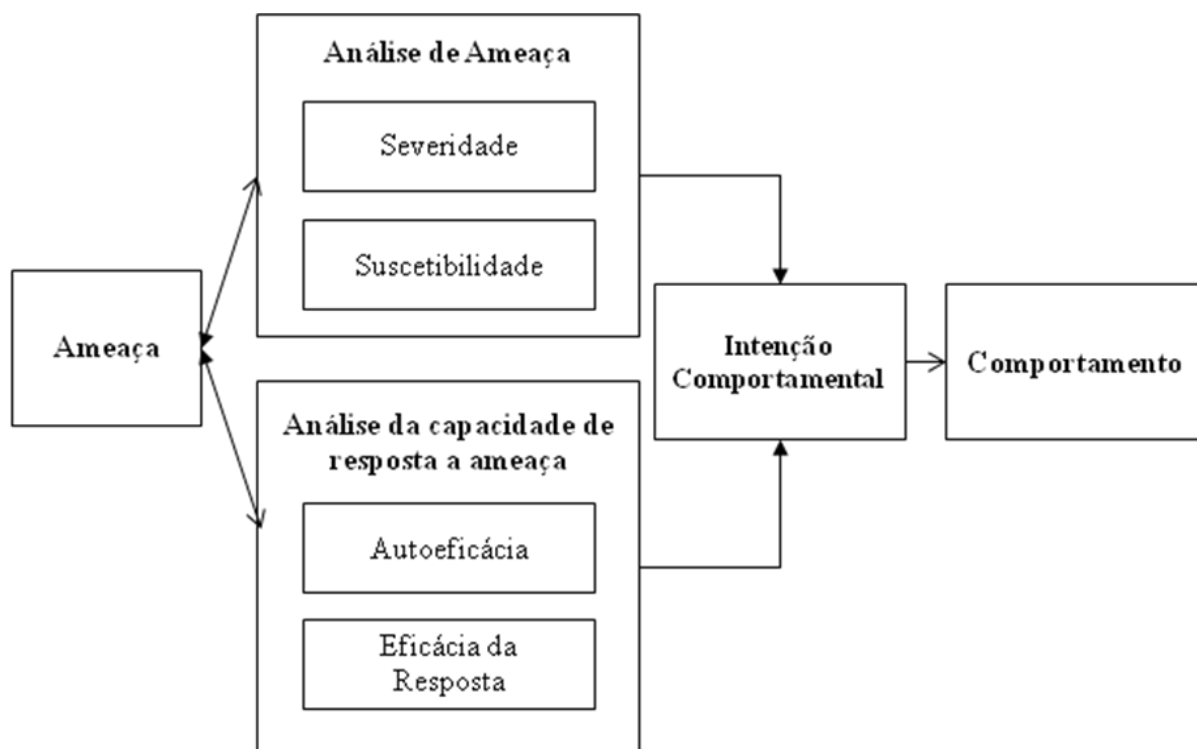 Análise de Ameaça
Severidade
Suscetibilidade
Ameaça
Intenção
Comportamental
Comportamento
Análise da capacidade de
resposta a ameaça
Autoeficácia
Eficácia da
Resposta